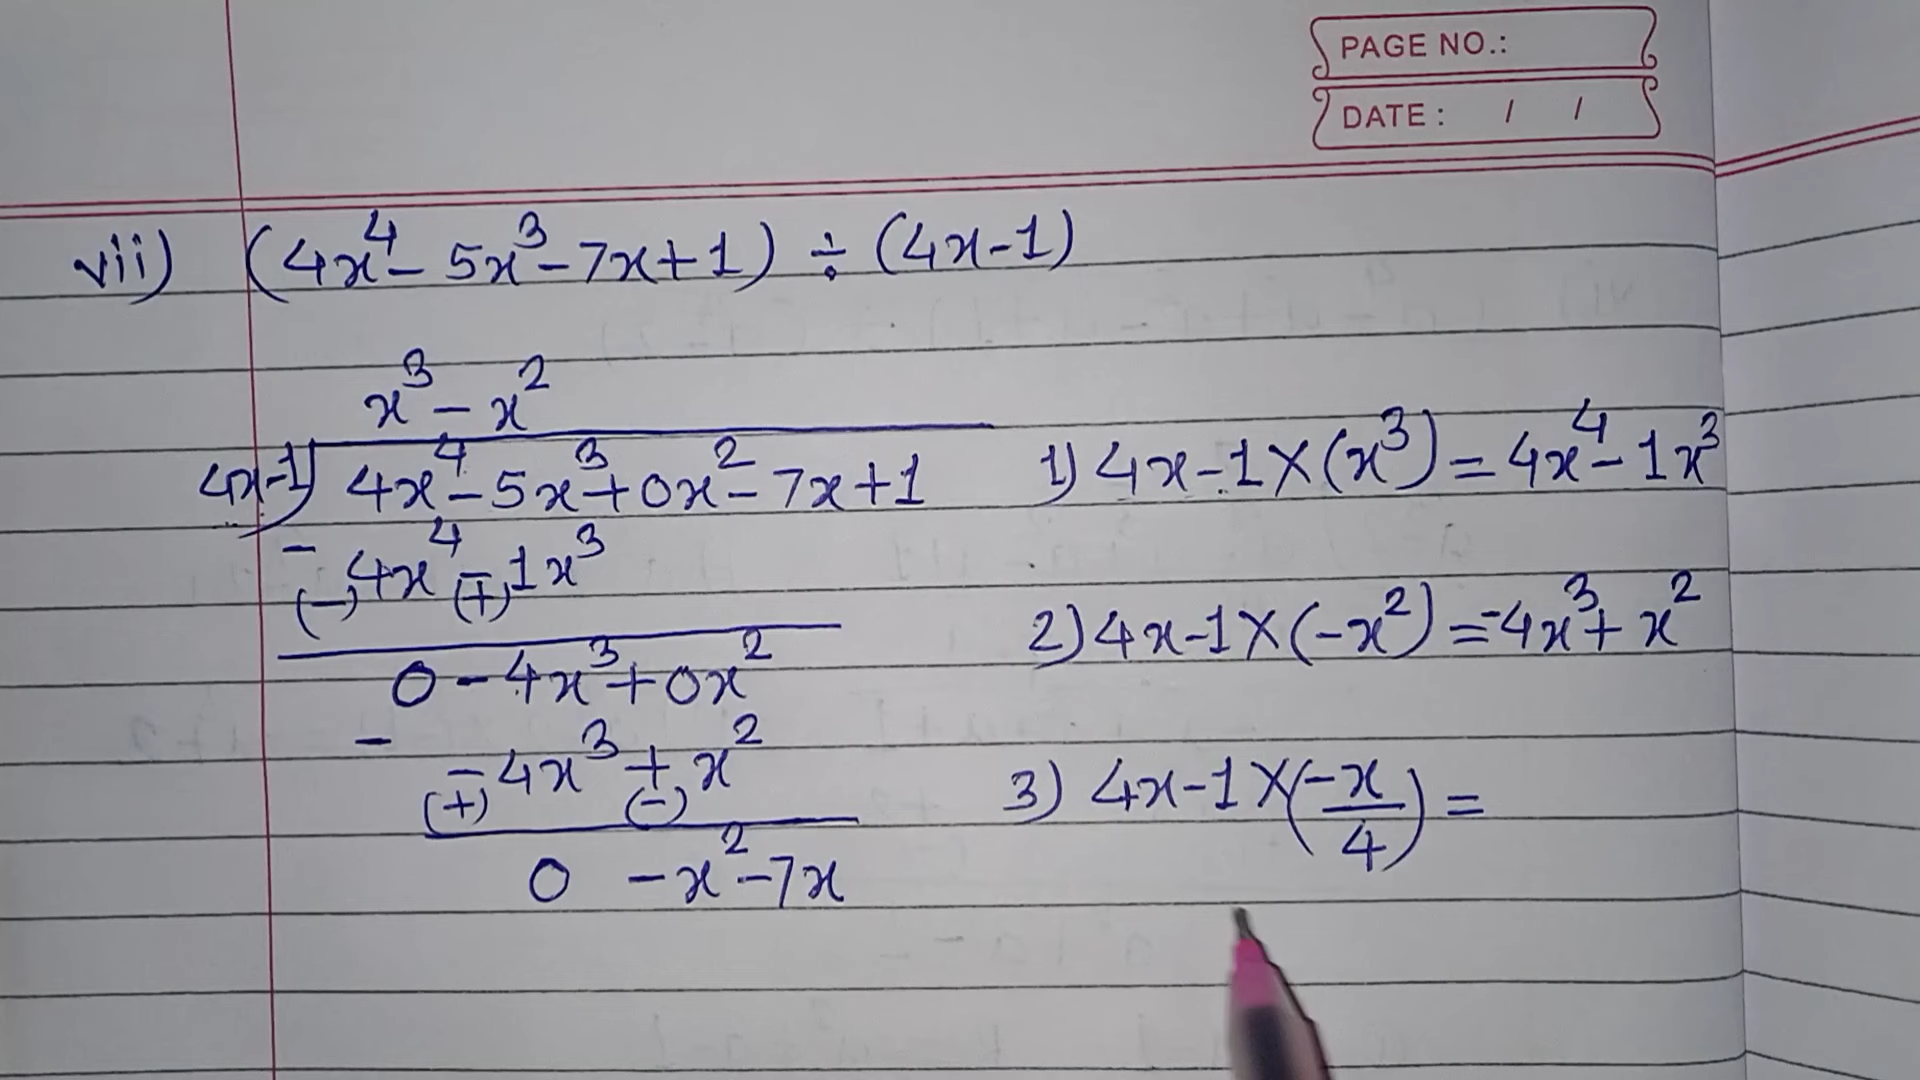 PAGE NO.:
DATE : / /
vii) (4x⁴ - 5x³ - 7x + 1) ÷ (4x - 1)
x³ - x²
4x-1) 4x⁴ - 5x³ + 0x² - 7x + 1
1) 4x - 1 × (x³) = 4x⁴ - 1x³
- 4x⁴ - 1x³
(-) (+)
0 - 4x³ + 0x²
2) 4x - 1 × (-x²) = -4x³ + x²
- -4x³ + x²
(+) (-)
3) 4x - 1 × (-x/4) =
0 - x² - 7x